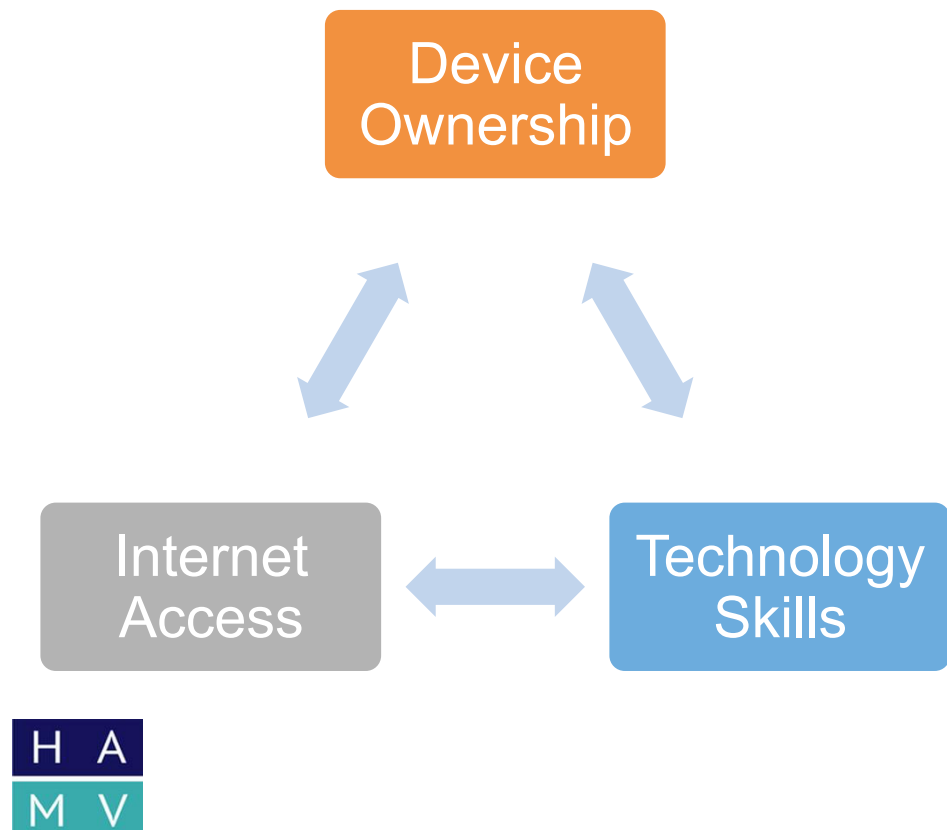 Device
Ownership
Internet
Access
Technology
Skills
H A
M V